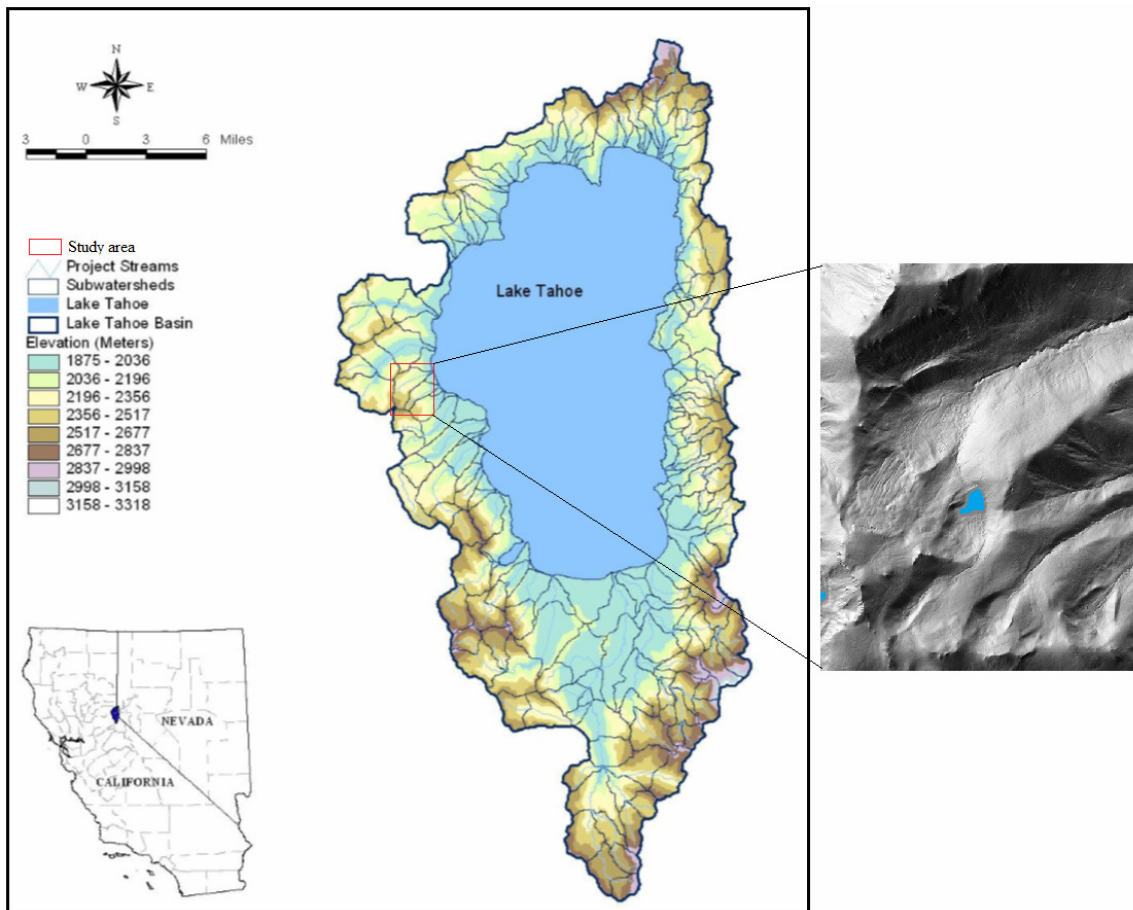 N
W E
S
3 0 3 6 Miles
Study area
Project Streams
Subwatersheds
Lake Tahoe
Lake Tahoe Basin
Elevation (Meters)
1875 - 2036
2036 - 2196
2196 - 2356
2356 - 2517
2517 - 2677
2677 - 2837
2837 - 2998
2998 - 3158
3158 - 3318
Lake Tahoe
NEVADA
CALIFORNIA